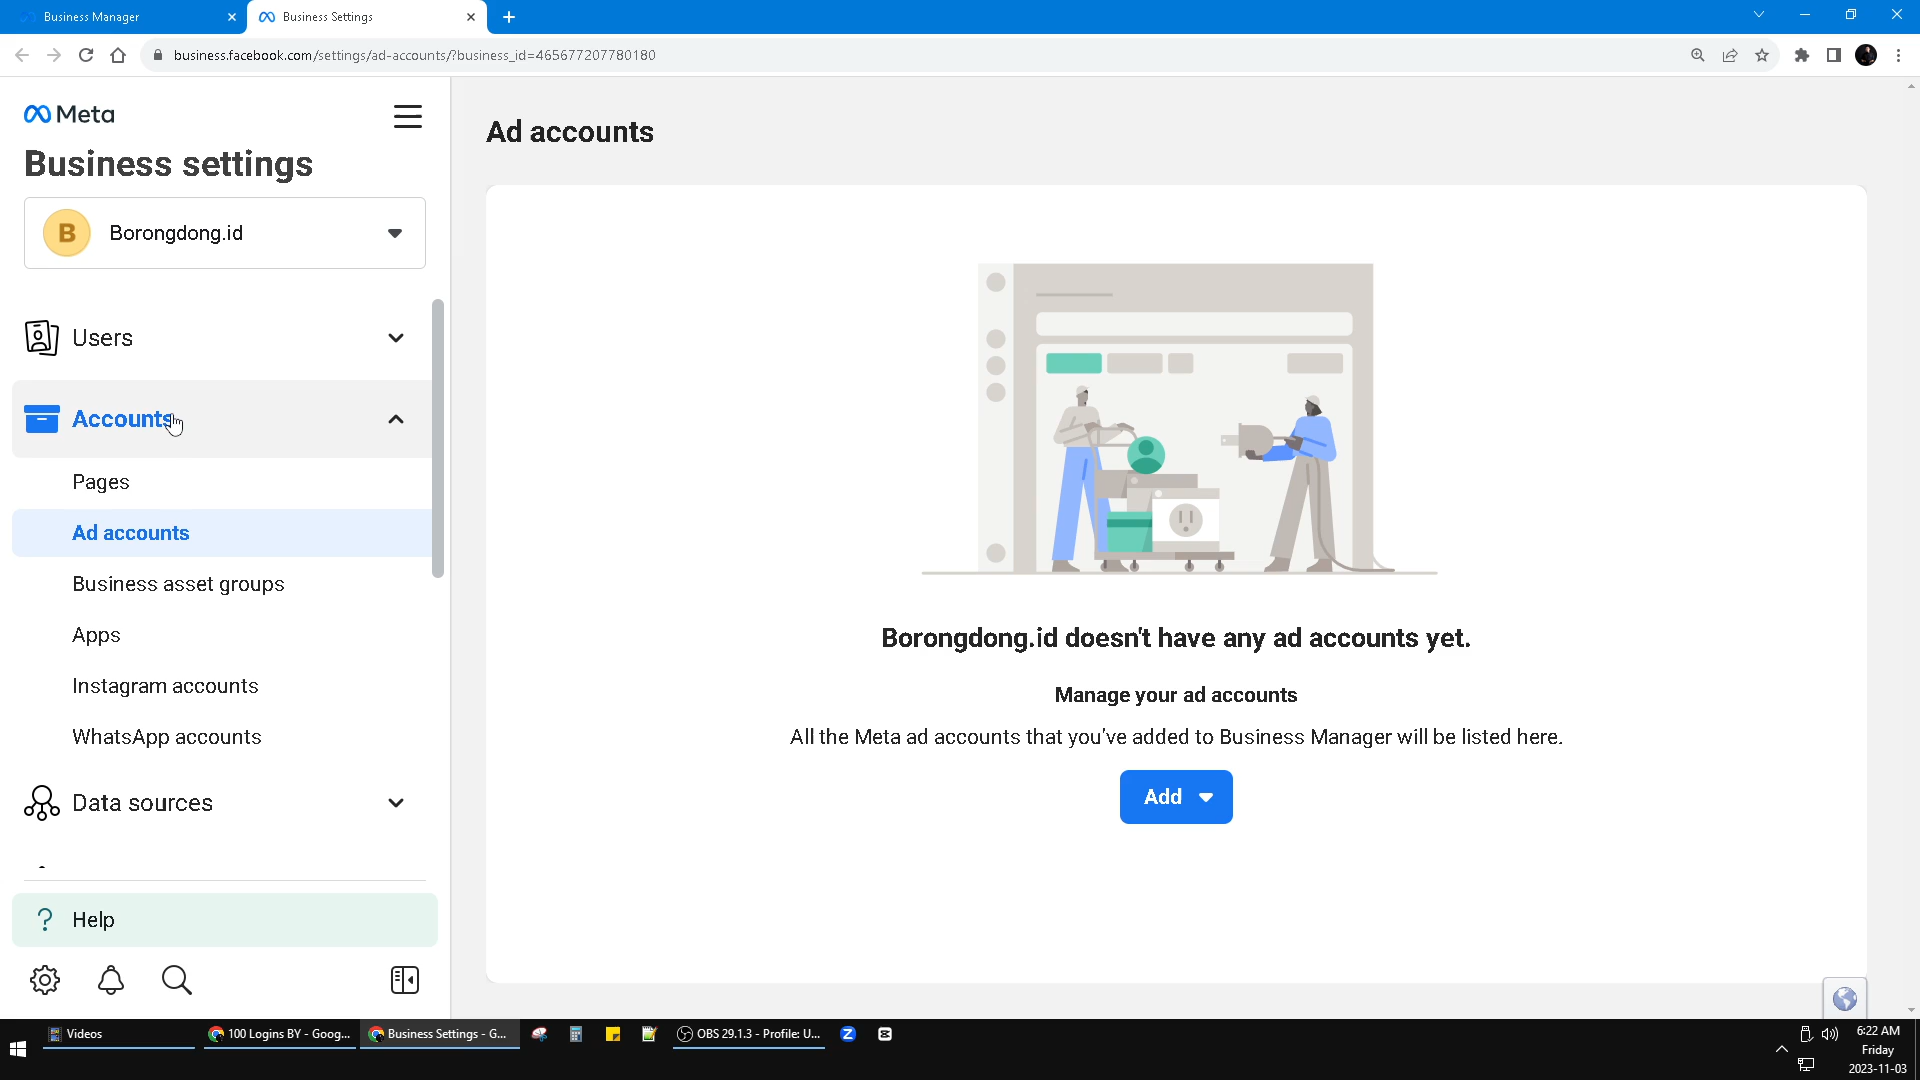 Business Manager
Business Settings
business.facebook.com/settings/ad-accounts/?business_id=465677207780180
Meta
Business settings
B
Borongdong.id
Users
Accounts
Pages
Ad accounts
Business asset groups
Apps
Instagram accounts
WhatsApp accounts
Data sources
? Help
Ad accounts
Borongdong.id doesn't have any ad accounts yet.
Manage your ad accounts
All the Meta ad accounts that you've added to Business Manager will be listed here.
Add
Videos
100 Logins BY - Goog...
Business Settings - G...
OBS 29.1.3 - Profile: U...
Z
6:22 AM
Friday
2023-11-03